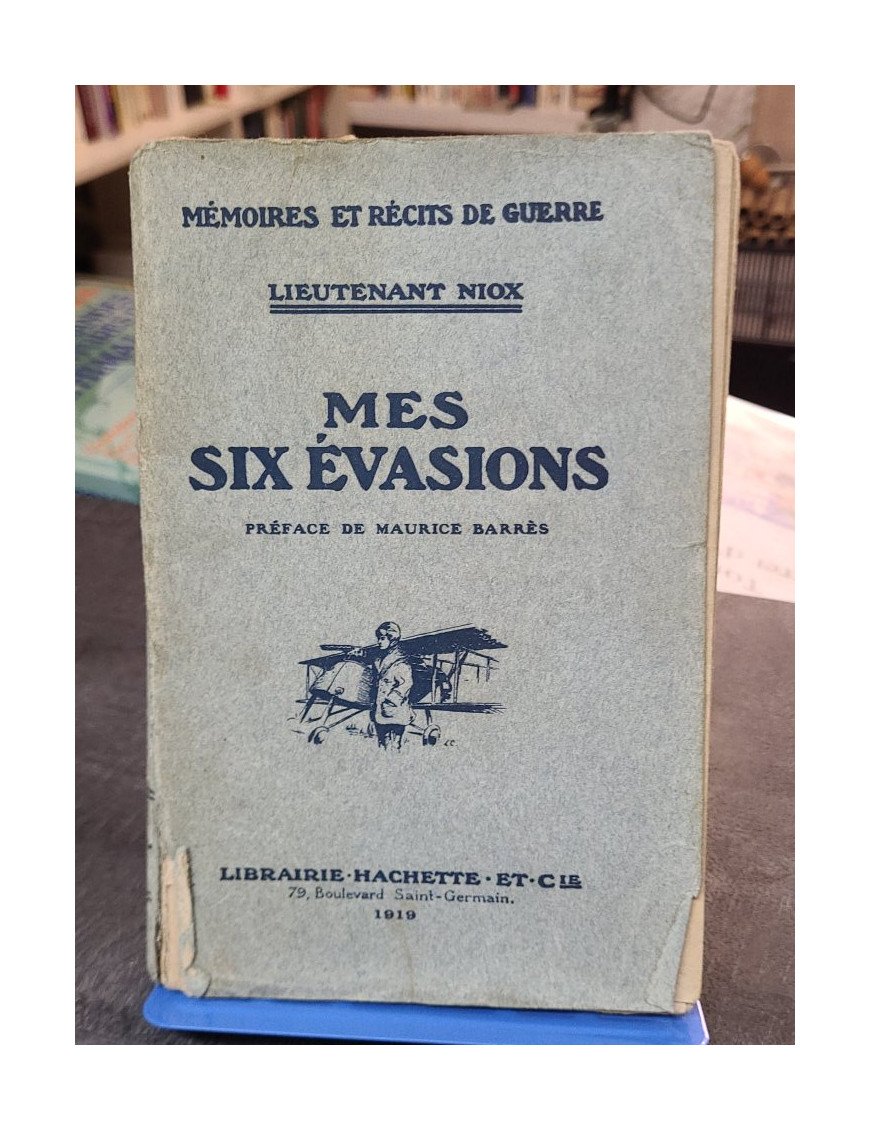 MÉMOIRES ET RÉCITS DE GUERRE
LIEUTENANT NIOX
MES
SIX ÉVASIONS
PRÉFACE DE MAURICE BARRÈS
LIBRAIRIE·HACHETTE·ET·CIE
79, Boulevard Saint-Germain.
1919